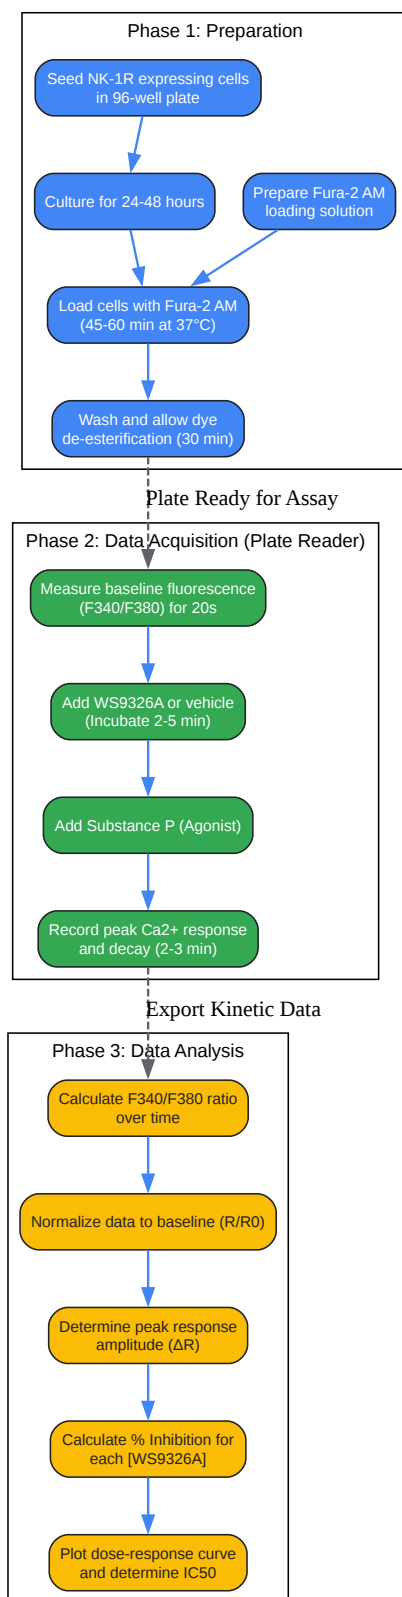 Phase 1: Preparation
Seed NK-1R expressing cells
in 96-well plate
Culture for 24-48 hours
Prepare Fura-2 AM
loading solution
Load cells with Fura-2 AM
(45-60 min at 37°C)
Wash and allow dye
de-esterification (30 min)
Plate Ready for Assay
Phase 2: Data Acquisition (Plate Reader)
Measure baseline fluorescence
(F340/F380) for 20s
Add WS9326A or vehicle
(Incubate 2-5 min)
Add Substance P (Agonist)
Record peak Ca2+ response
and decay (2-3 min)
Export Kinetic Data
Phase 3: Data Analysis
Calculate F340/F380 ratio
over time
Normalize data to baseline (R/R0)
Determine peak response
amplitude (ΔR)
Calculate % Inhibition for
each [WS9326A]
Plot dose-response curve
and determine IC50